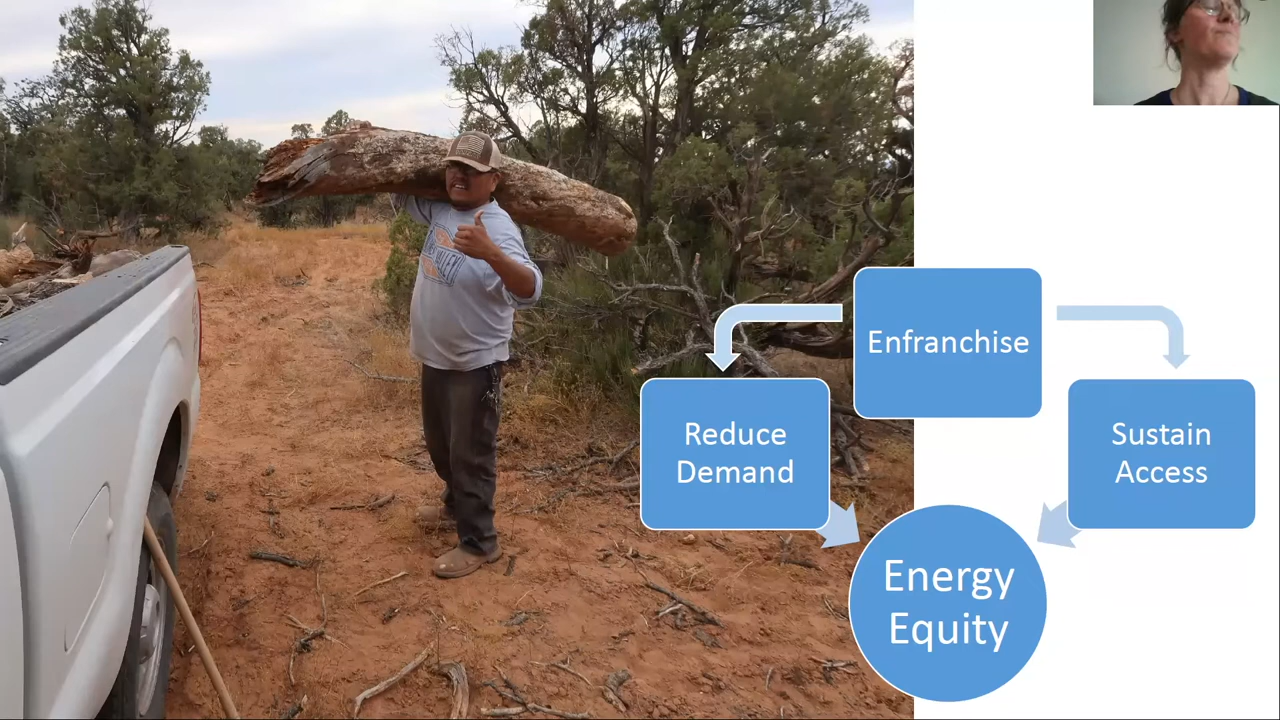 Enfranchise
Reduce
Demand
Sustain
Access
Energy
Equity